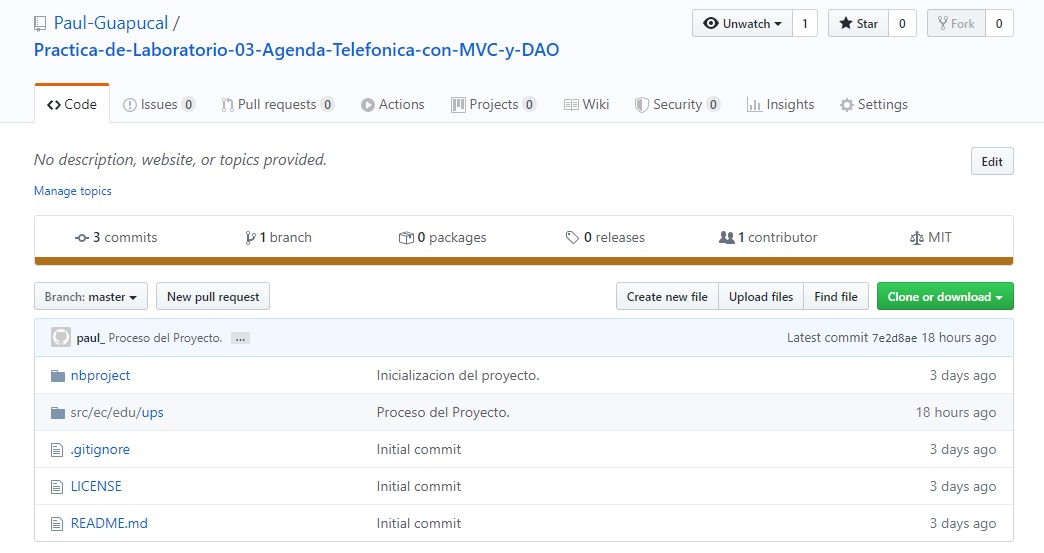 Paul-Guapucal / Unwatch 1 Star 0 Fork 0
Practica-de-Laboratorio-03-Agenda-Telefonica-con-MVC-y-DAO
Code Issues 0 Pull requests 0 Actions Projects 0 Wiki Security 0 Insights Settings
No description, website, or topics provided. Edit
Manage topics
3 commits 1 branch 0 packages 0 releases 1 contributor MIT
Branch: master New pull request Create new file Upload files Find file Clone or download
paul_ Proceso del Proyecto. ... Latest commit 7e2d8ae 18 hours ago
nbproject Inicializacion del proyecto. 3 days ago
src/ec/edu/ups Proceso del Proyecto. 18 hours ago
.gitignore Initial commit 3 days ago
LICENSE Initial commit 3 days ago
README.md Initial commit 3 days ago